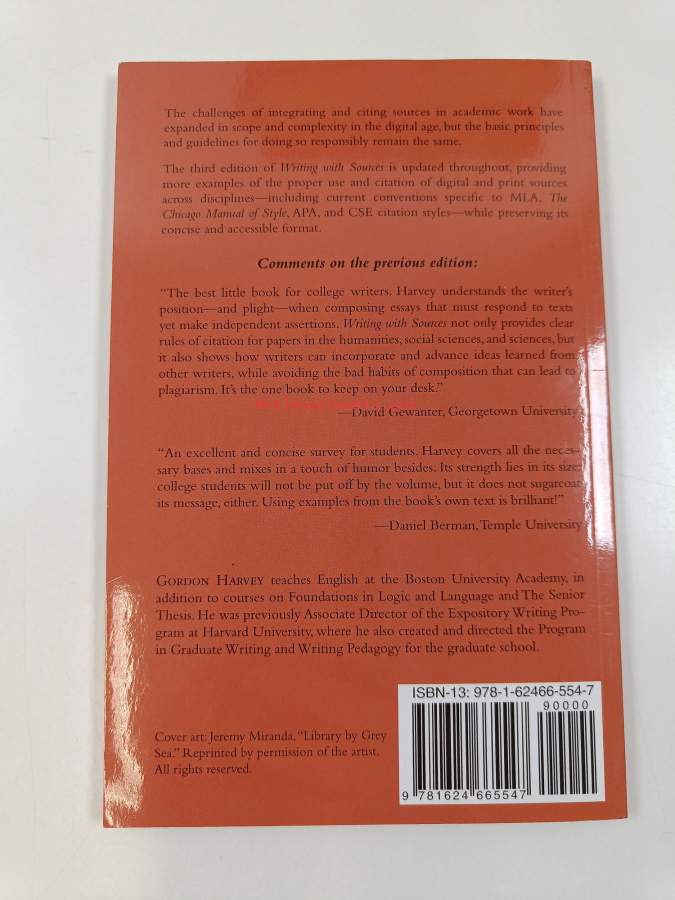 The challenges of integrating and citing sources in academic work have
expanded in scope and complexity in the digital age, but the basic principles
and guidelines for doing so responsibly remain the same.
The third edition of Writing with Sources is updated throughout, providing
more examples of the proper use and citation of digital and print sources
across disciplines—including current conventions specific to MLA, The
Chicago Manual of Style, APA, and CSE citation styles—while preserving its
concise and accessible format.
Comments on the previous edition:
“The best little book for college writers. Harvey understands the writer's
position—and plight—when composing essays that must respond to texts
yet make independent assertions. Writing with Sources not only provides clear
rules of citation for papers in the humanities, social sciences, and sciences, but
it also shows how writers can incorporate and advance ideas learned from
other writers, while avoiding the bad habits of composition that can lead to
plagiarism. It's the one book to keep on your desk.”
—David Gewanter, Georgetown University
“An excellent and concise survey for students. Harvey covers all the neces-
sary bases and mixes in a touch of humor besides. Its strength lies in its size:
college students will not be put off by the volume, but it does not sugarcoat
its message, either. Using examples from the book's own text is brilliant!”
—Daniel Berman, Temple University
GORDON HARVEY teaches English at the Boston University Academy, in
addition to courses on Foundations in Logic and Language and The Senior
Thesis. He was previously Associate Director of the Expository Writing Pro-
gram at Harvard University, where he also created and directed the Program
in Graduate Writing and Writing Pedagogy for the graduate school.
ISBN-13: 978-1-62466-554-7
90000
9 781624 665547
Cover art: Jeremy Miranda, “Library by Grey
Sea.” Reprinted by permission of the artist.
All rights reserved.